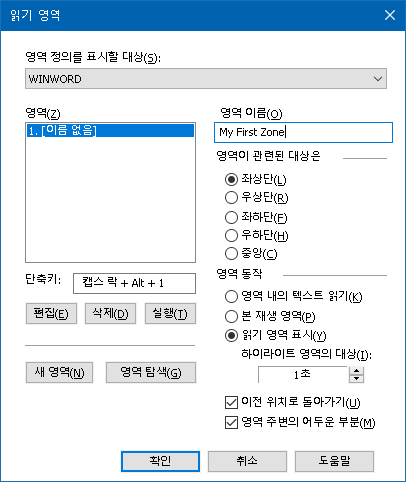 읽기 영역
영역 정의를 표시할 대상(S):
WINWORD
영역(Z)
1. [이름 없음]
단축키: 캡스 락 + Alt + 1
편집(E) 삭제(D) 실행(T)
새 영역(N) 영역 탐색(G)
영역 이름(O)
My First Zone
영역이 관련된 대상은
좌상단(L)
우상단(R)
좌하단(F)
우하단(H)
중앙(C)
영역 동작
영역 내의 텍스트 읽기(K)
본 재생 영역(P)
읽기 영역 표시(Y)
하이라이트 영역의 대상(I):
1초
이전 위치로 돌아가기(U)
영역 주변의 어두운 부분(M)
확인 취소 도움말